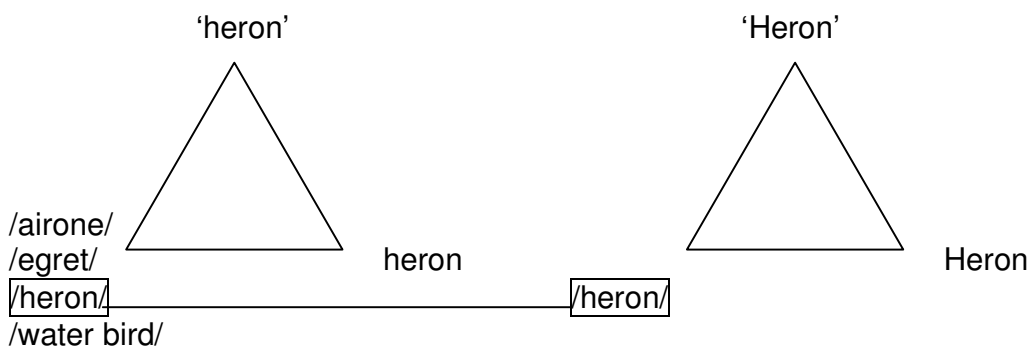 ‘heron’ ‘Heron’
/airone/
/egret/ heron Heron
/heron/ /heron/
/water bird/